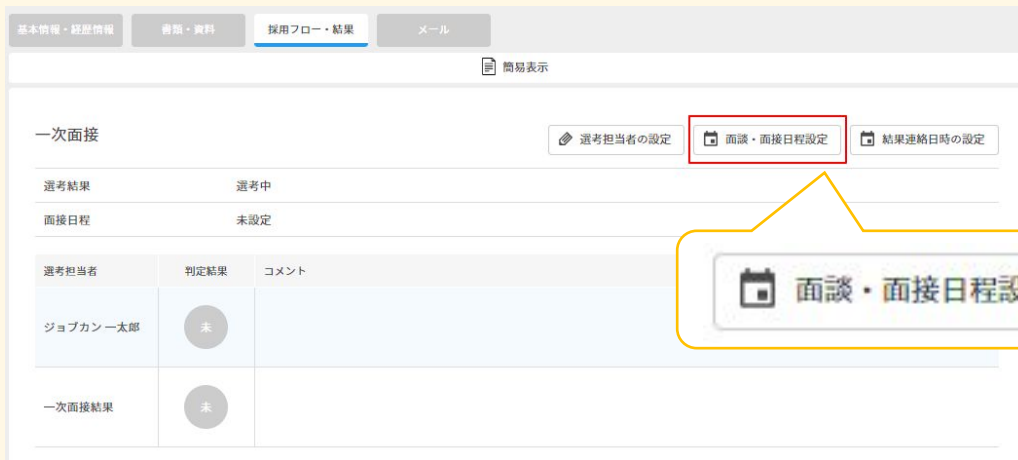 基本情報・経歴情報 書類・資料 採用フロー・結果 メール
簡易表示
一次面接 選考担当者の設定 面談・面接日程設定 結果連絡日時の設定
選考結果 選考中
面接日程 未設定
選考担当者 判定結果 コメント
面談・面接日程設
ジョブカン 一太郎 未
一次面接結果 未